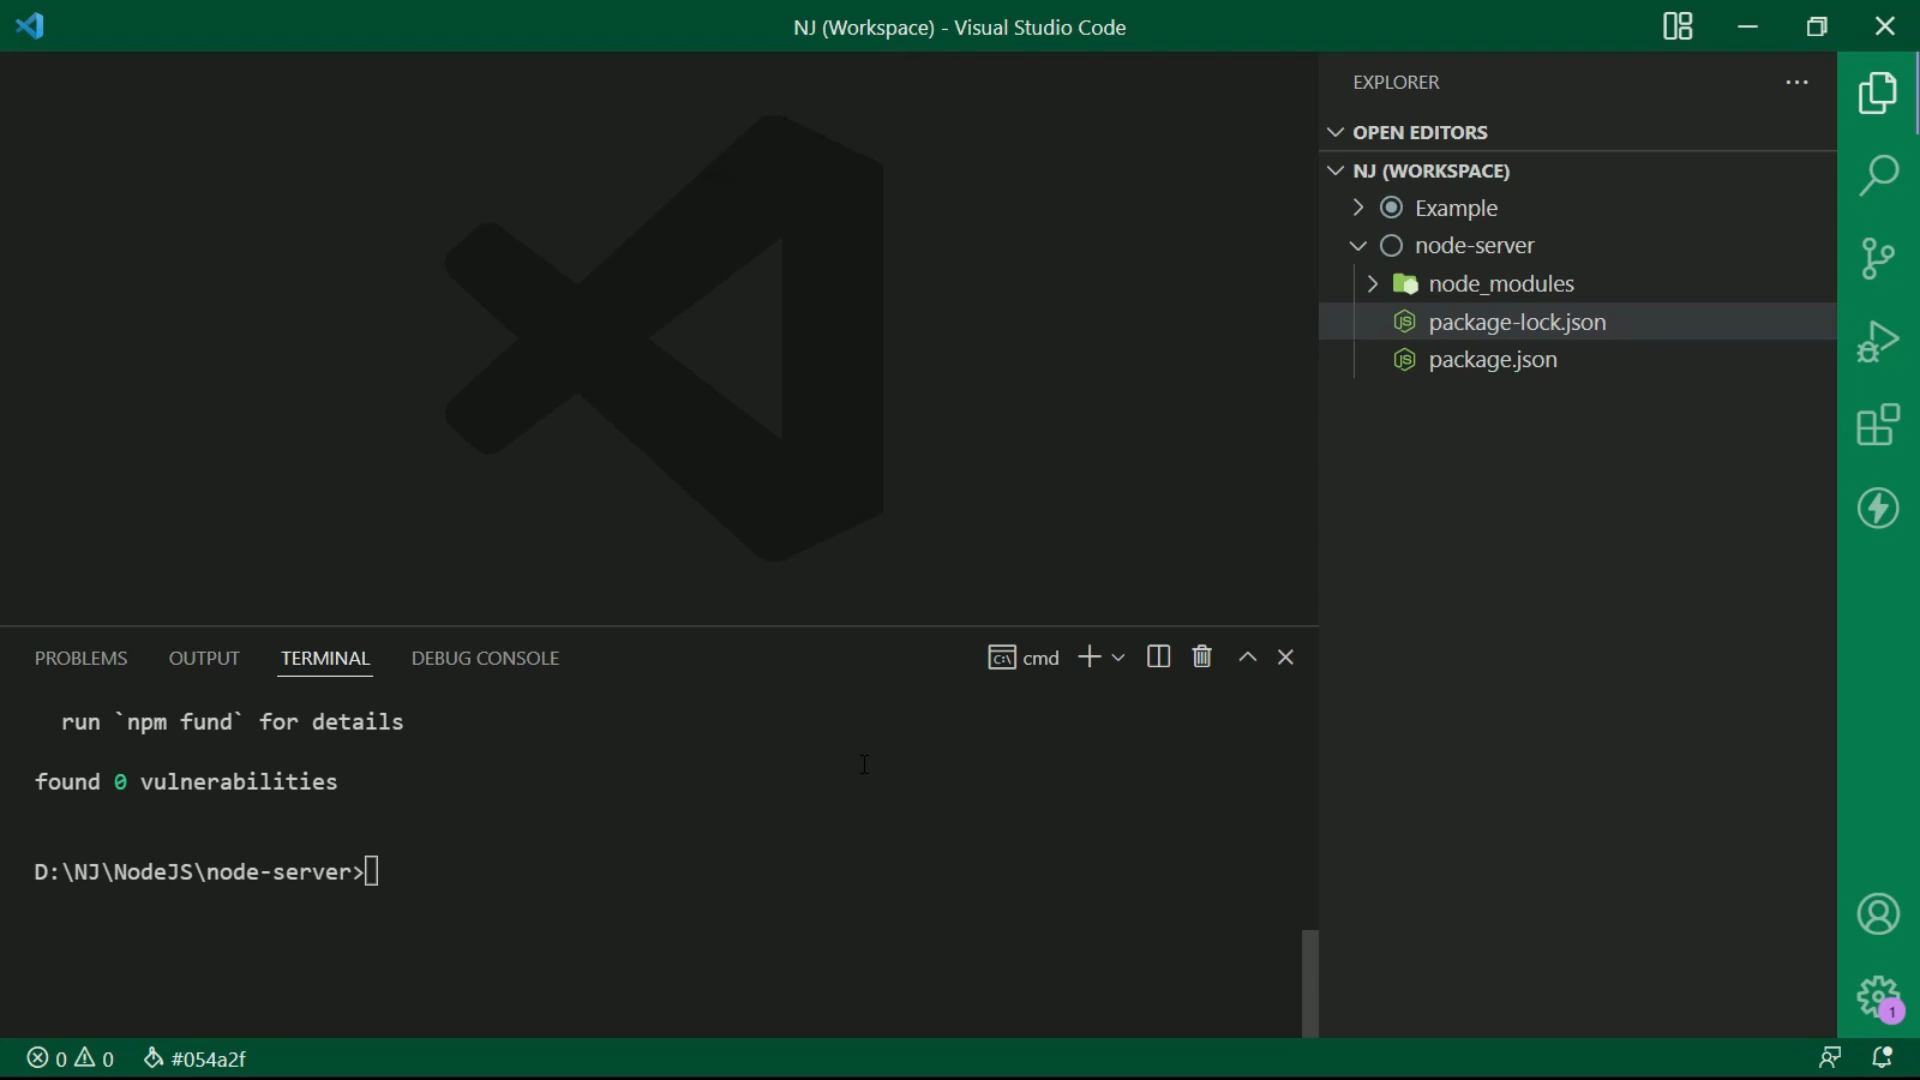 NJ (Workspace) - Visual Studio Code
EXPLORER
OPEN EDITORS
NJ (WORKSPACE)
Example
node-server
node_modules
package-lock.json
package.json
PROBLEMS OUTPUT TERMINAL DEBUG CONSOLE
cmd
run `npm fund` for details
found 0 vulnerabilities
D:\NJ\NodeJS\node-server>
1
0 0 #054a2f